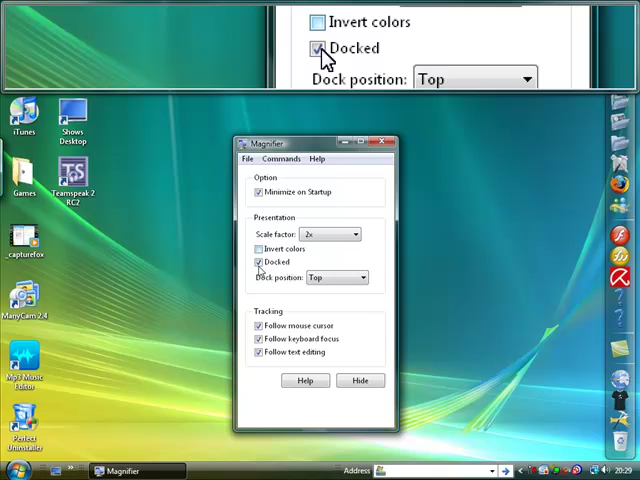 Invert colors
Docked
Dock position: Top
iTunes
Shows
Desktop
Games
Teamspeak 2
RC2
_capturefox
ManyCam 2.4
Mp3 Music
Editor
Perfect
Uninstaller
Magnifier
File Commands Help
Option
Minimize on Startup
Presentation
Scale factor: 2x
Invert colors
Docked
Dock position: Top
Tracking
Follow mouse cursor
Follow keyboard focus
Follow text editing
Help Hide
» Magnifier Address 20:29